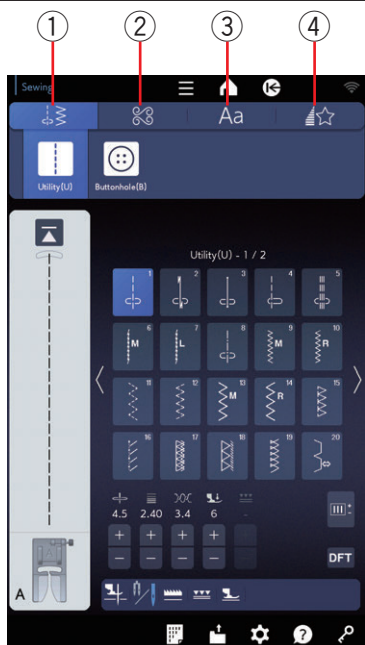 ① ② ③ ④
Sewing
Aa
Utility(U) Buttonhole(B)
Utility(U) - 1 / 2
1 2 3 4 5
6 M 7 L 8 9 M 10 R
11 12 13 M 14 R 15
16 17 18 19 20
4.5 2.40 3.4 6 -
+ + + +
- - - -
DFT
A
?